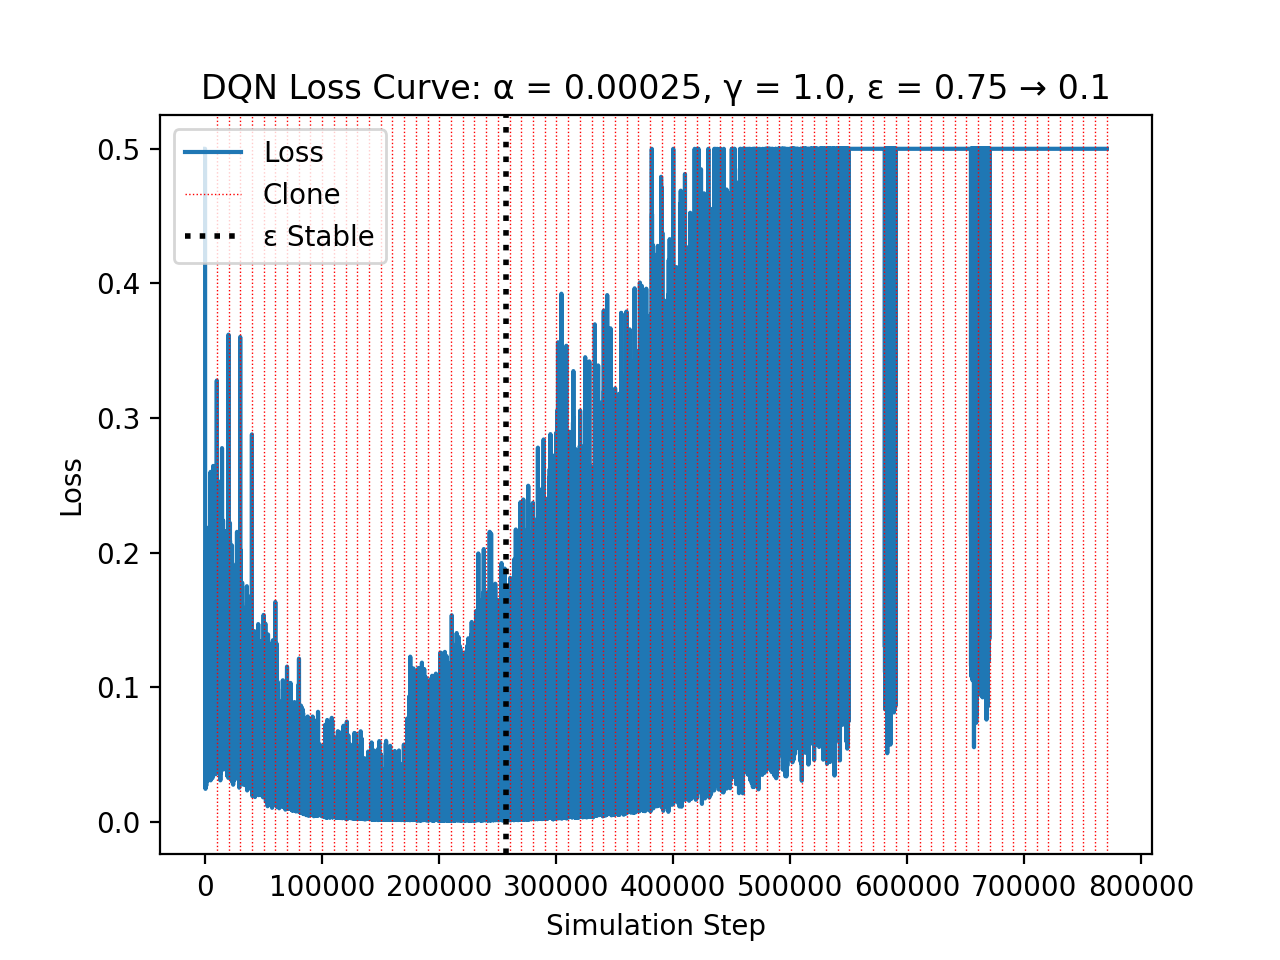 DQN Loss Curve: α = 0.00025, γ = 1.0, ε = 0.75 → 0.1
Loss
Clone
ε Stable
0.5
0.4
0.3
0.2
0.1
0.0
Loss
0 100000 200000 300000 400000 500000 600000 700000 800000
Simulation Step